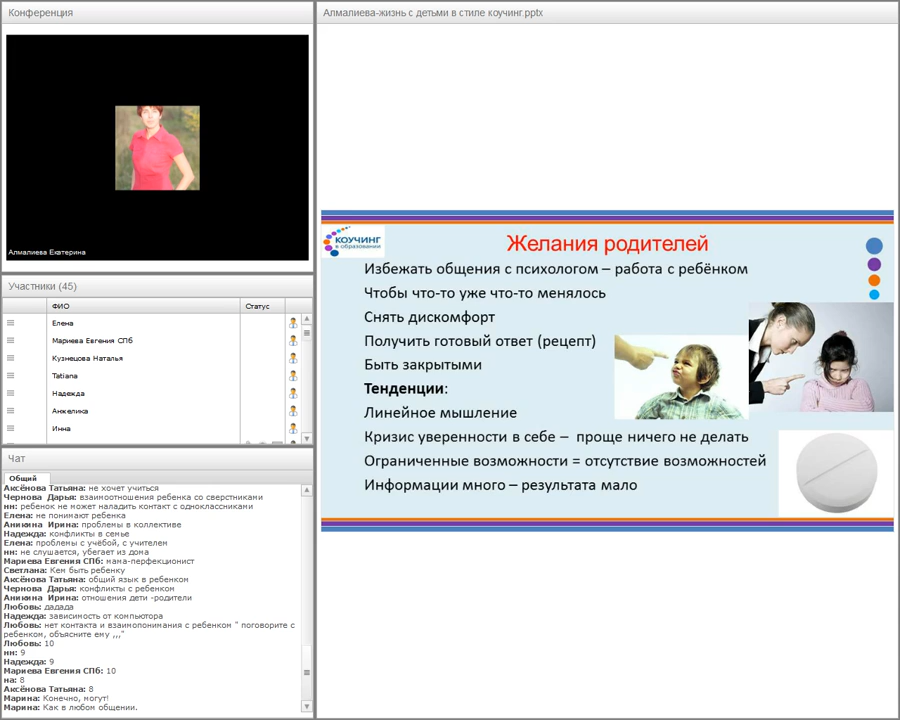 Конференция
Алмалиева Екатерина
Участники (45)
ФИО
Статус
Елена
Мариева Евгения СПб
Кузнецова Наталья
Tatiana
Надежда
Анжелика
Инна
Чат
Общий
Аксёнова Татьяна: не хочет учиться
Чернова Дарья: взаимоотношения ребенка со сверстниками
нн: ребенок не может наладить контакт с одноклассниками
Елена: не понимают ребенка
Аникина Ирина: проблемы в коллективе
Надежда: конфликты в семье
Елена: проблемы с учёбой, с учителем
нн: не слушается, убегает из дома
Мариева Евгения СПб: мама-перфекционист
Светлана: Кем быть ребенку
Аксёнова Татьяна: общий язык в ребенком
Чернова Дарья: конфликты с ребенком
Аникина Ирина: отношения дети -родители
Любовь: дадада
Надежда: зависимость от компьютора
Любовь: нет контакта и взаимопонимания с ребенком " поговорите с
ребенком, объясните ему ,,,"
Любовь: 10
нн: 9
Надежда: 9
Мариева Евгения СПб: 10
на: 8
Аксёнова Татьяна: 8
Марина: Конечно, могут!
Марина: Как в любом общении.
Алмалиева-жизнь с детьми в стиле коучинг.pptx
КОУЧИНГ
в образовании
Желания родителей
Избежать общения с психологом – работа с ребёнком
Чтобы что-то уже что-то менялось
Снять дискомфорт
Получить готовый ответ (рецепт)
Быть закрытыми
Тенденции:
Линейное мышление
Кризис уверенности в себе – проще ничего не делать
Ограниченные возможности = отсутствие возможностей
Информации много – результата мало